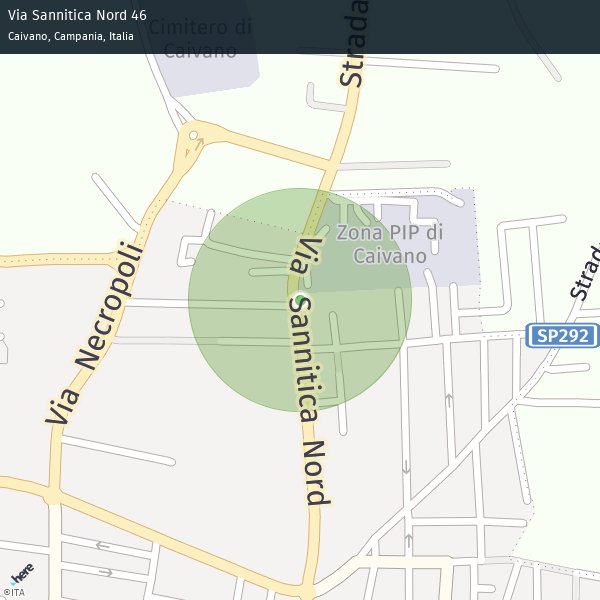 Via Sannitica Nord 46
Caivano, Campania, Italia
Cimitero di
Caivano
Strada
Zona PIP di
Caivano
Via Sannitica Nord
Via Necropoli
Strada
SP292
here
©ITA